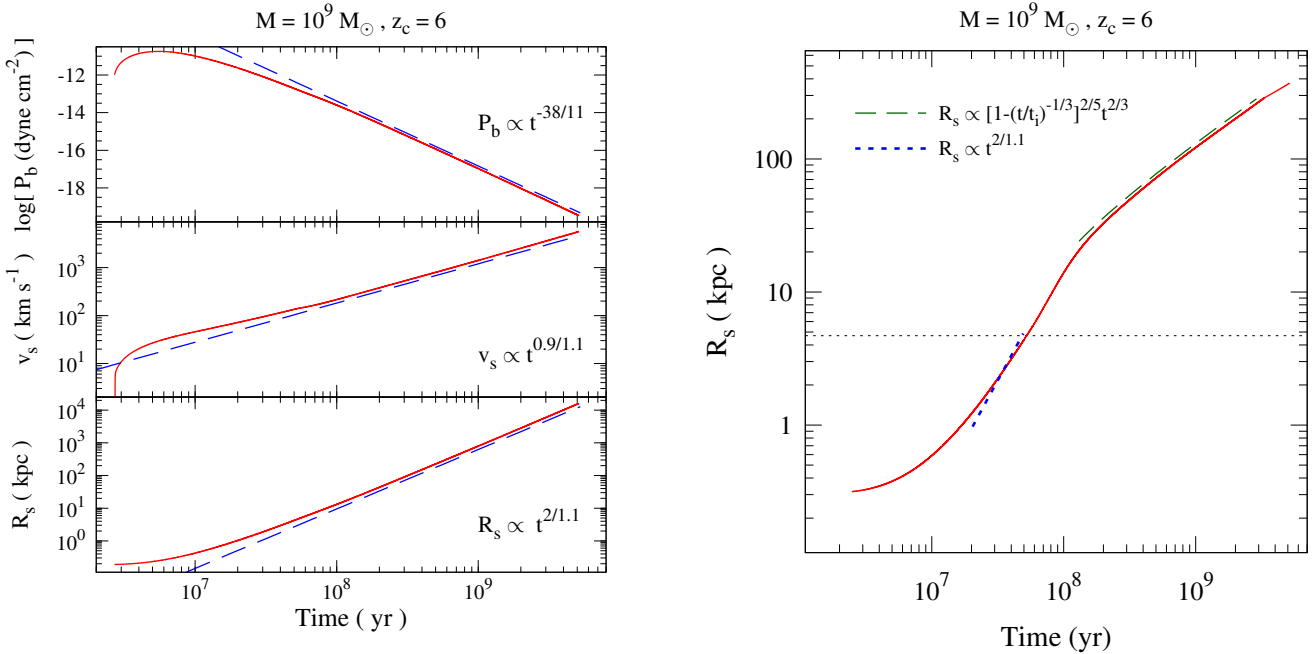 M = 10^9 M_⊙ , z_c = 6
log[ P_b (dyne cm^-2) ]
-12
-14
-16
-18
P_b ∝ t^-38/11
v_s ( km s^-1 )
10^3
10^2
10^1
v_s ∝ t^0.9/1.1
R_s ( kpc )
10^4
10^3
10^2
10^1
10^0
R_s ∝ t^2/1.1
10^7 10^8 10^9
Time ( yr )
M = 10^9 M_⊙ , z_c = 6
R_s ∝ [1-(t/t_i)^-1/3]^2/5 t^2/3
R_s ∝ t^2/1.1
R_s ( kpc)
100
10
1
10^7 10^8 10^9
Time (yr)